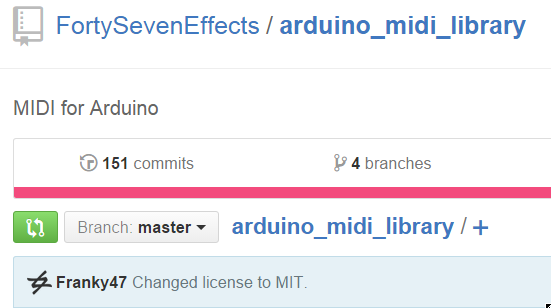 FortySevenEffects / arduino_midi_library
MIDI for Arduino
151 commits 4 branches
Branch: master arduino_midi_library / +
Franky47 Changed license to MIT.